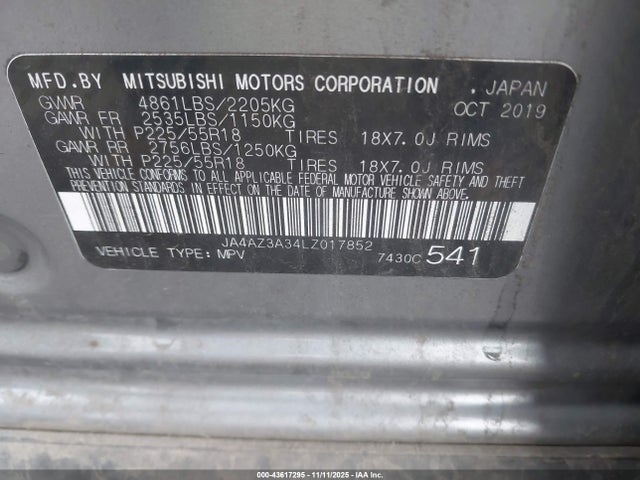 MFD.BY MITSUBISHI MOTORS CORPORATION . JAPAN
GVWR 4861LBS/2205KG OCT 2019
GAWR FR 2535LBS/1150KG
WITH P225/55R18 TIRES 18X7.0J RIMS
GAWR RR 2756LBS/1250KG
WITH P225/55R18 TIRES 18X7.0J RIMS
THIS VEHICLE CONFORMS TO ALL APPLICABLE FEDERAL MOTOR VEHICLE SAFETY AND THEFT
PREVENTION STANDARDS IN EFFECT ON THE DATE OF MANUFACTURE SHOWN ABOVE.
JA4AZ3A34LZ017852
VEHICLE TYPE: MPV 7430C 541
000-43617295 - 11/11/2025 - IAAI Inc.